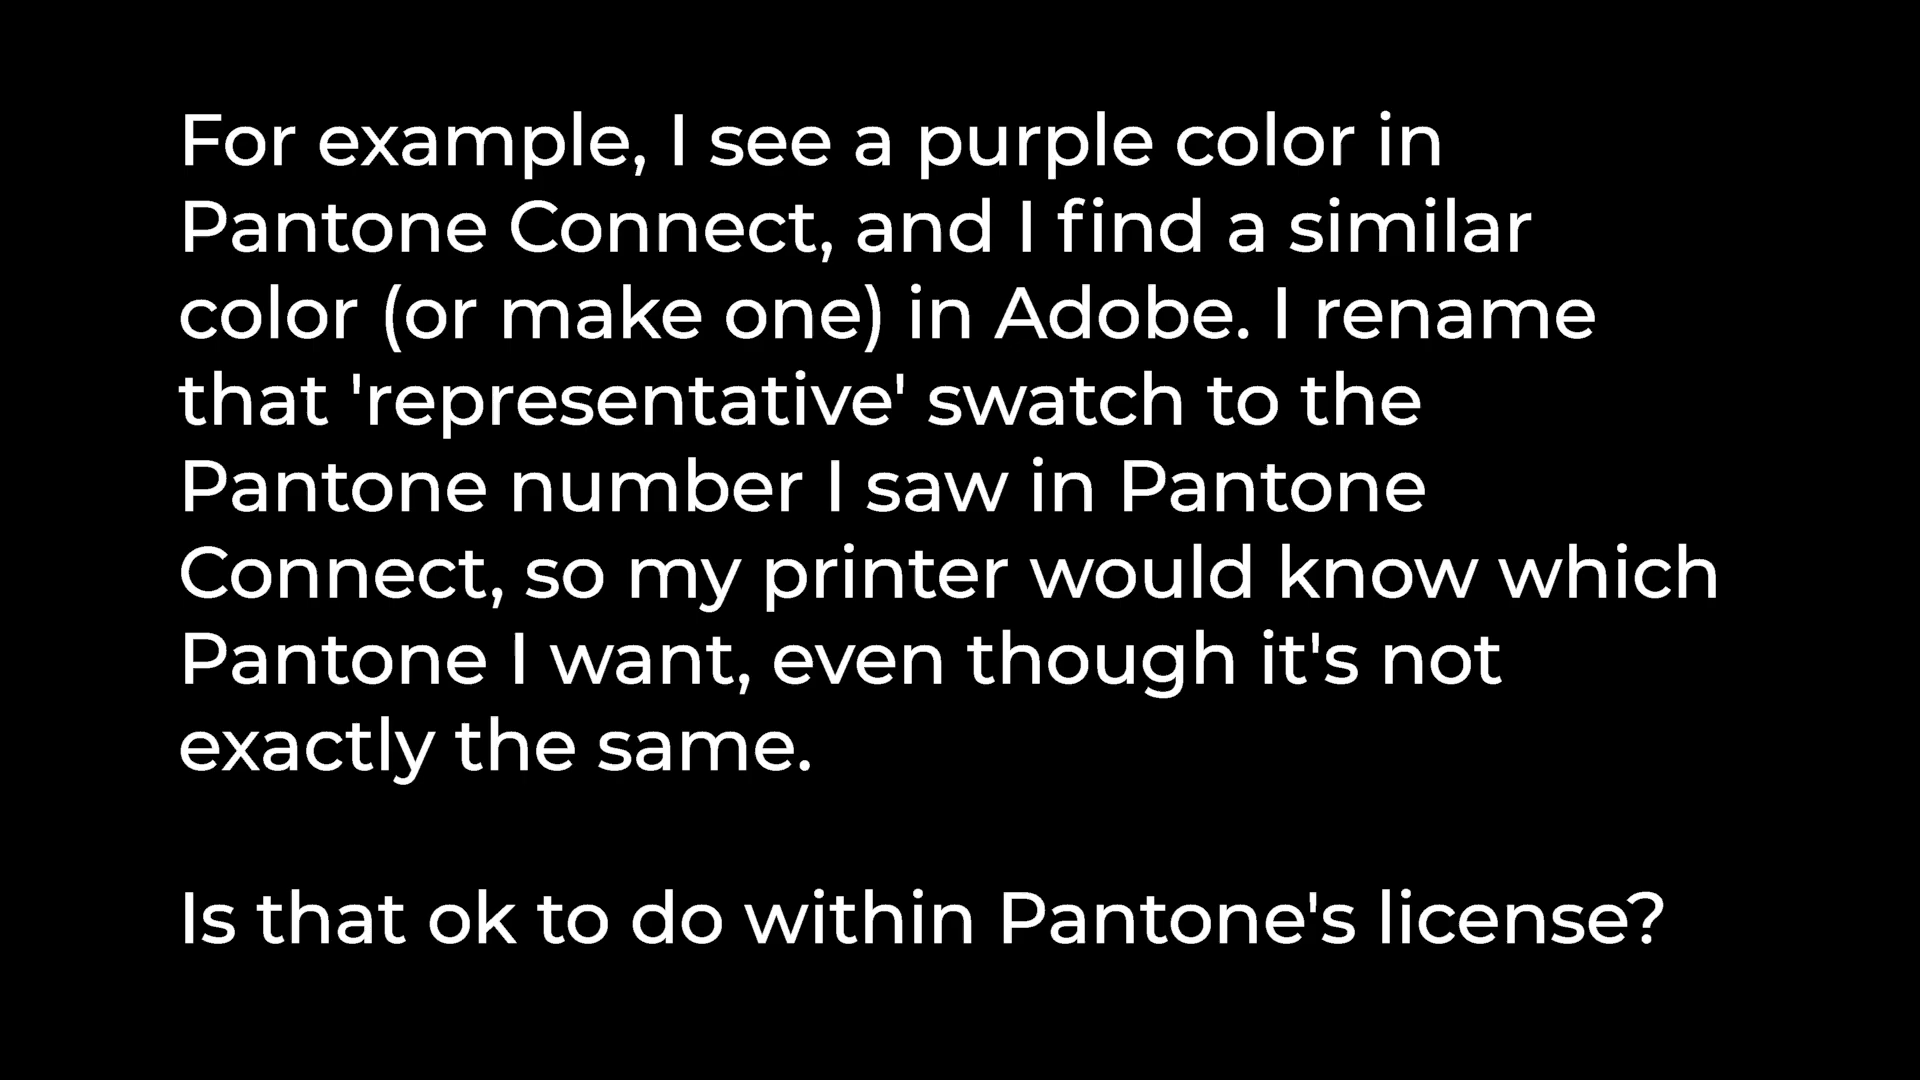 For example, I see a purple color in
Pantone Connect, and I find a similar
color (or make one) in Adobe. I rename
that 'representative' swatch to the
Pantone number I saw in Pantone
Connect, so my printer would know which
Pantone I want, even though it's not
exactly the same.
Is that ok to do within Pantone's license?